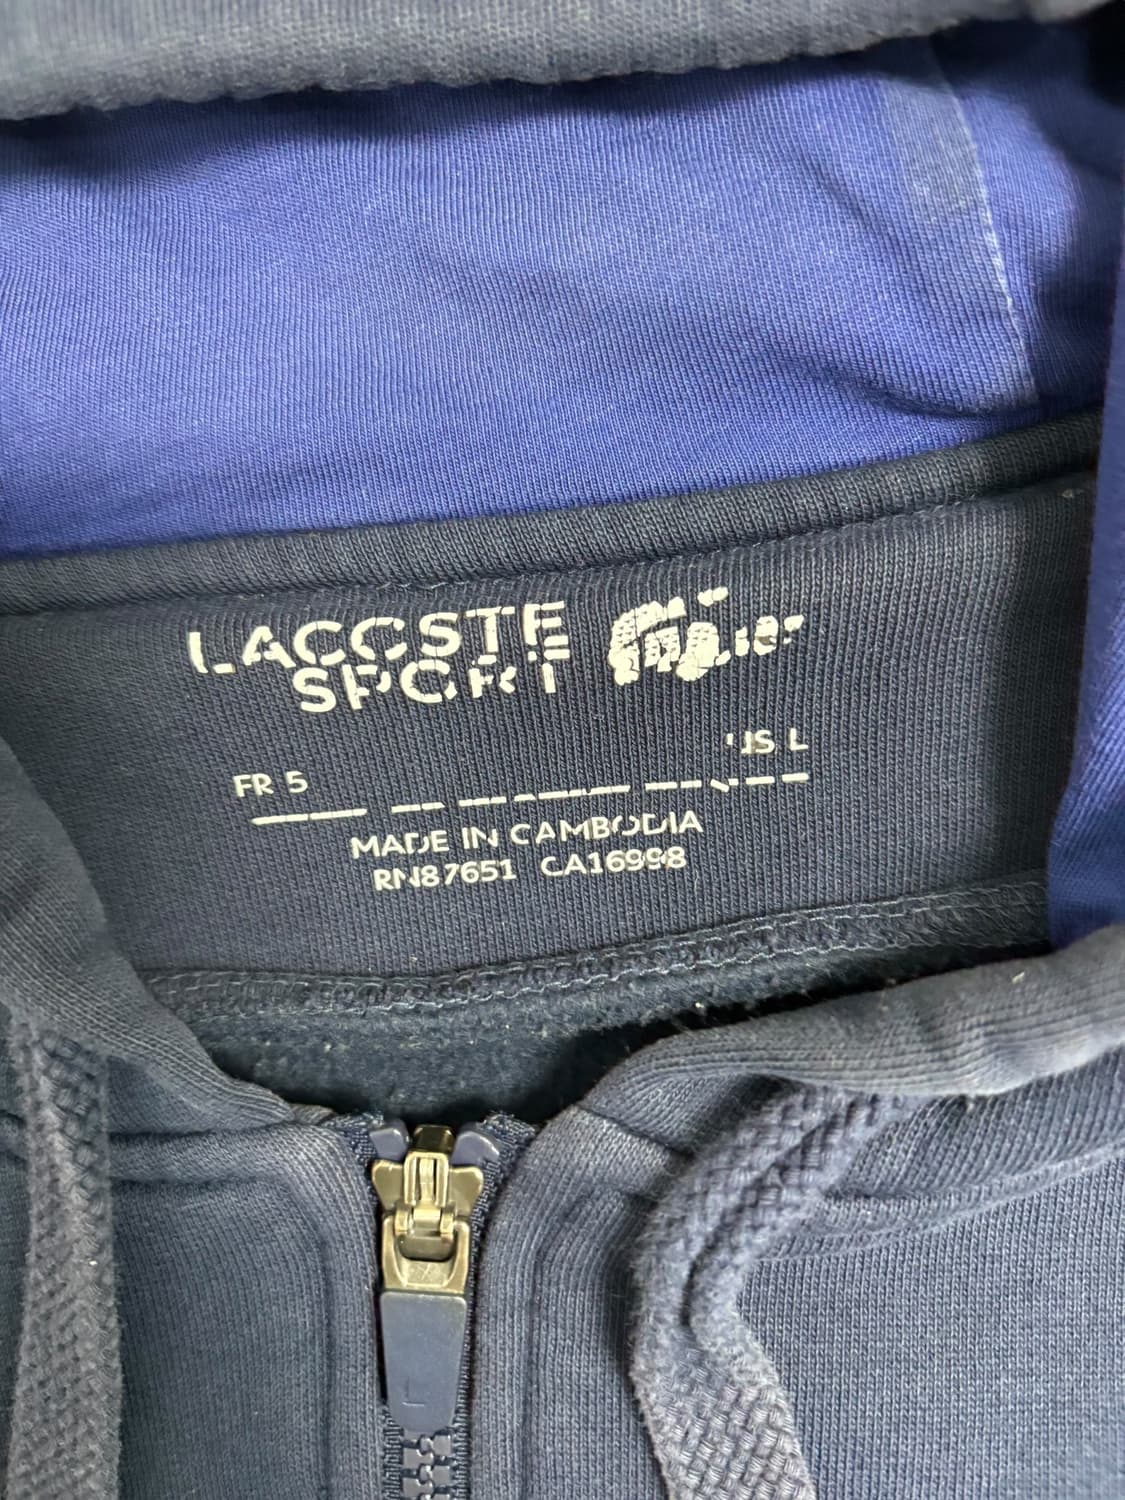 LACOSTE
SPORT
FR 5
US L
MADE IN CAMBODIA
RN87651 CA16998
L